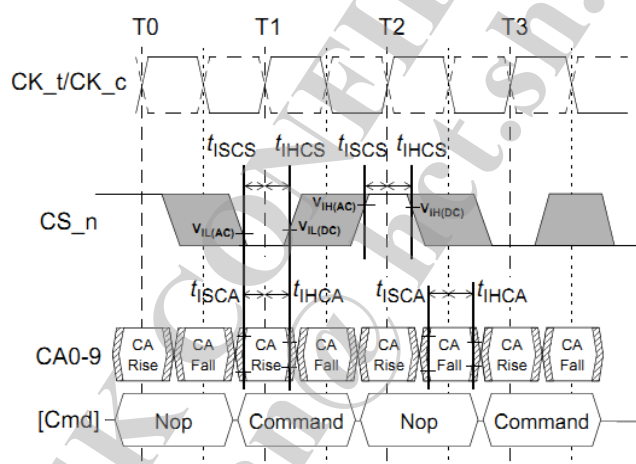 T0 T1 T2 T3
CK_t/CK_c
tISCS tIHCS tISCS tIHCS
CS_n
VIL(AC) VIL(DC) VIH(AC) VIH(DC)
tISCA tIHCA tISCA tIHCA
CA0-9
CA Rise
CA Fall
CA Rise
CA Fall
CA Rise
CA Fall
CA Rise
CA Fall
[Cmd] Nop Command Nop Command